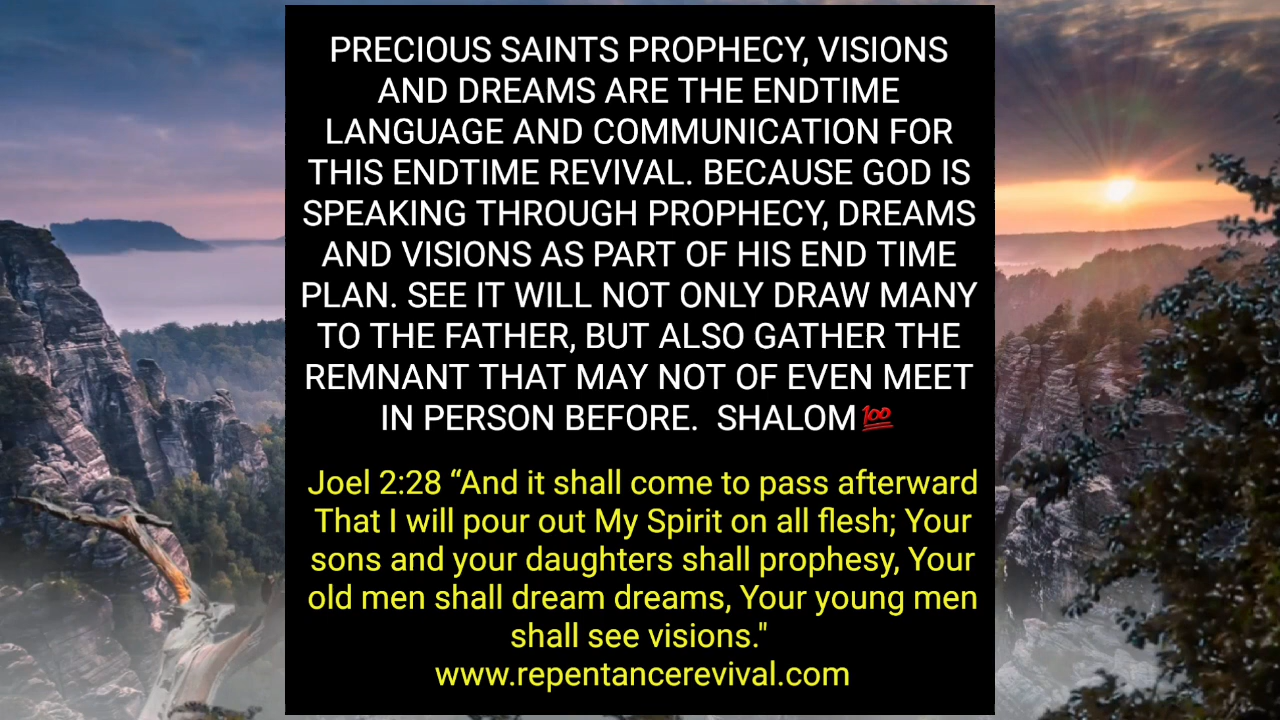 PRECIOUS SAINTS PROPHECY, VISIONS
AND DREAMS ARE THE ENDTIME
LANGUAGE AND COMMUNICATION FOR
THIS ENDTIME REVIVAL. BECAUSE GOD IS
SPEAKING THROUGH PROPHECY, DREAMS
AND VISIONS AS PART OF HIS END TIME
PLAN. SEE IT WILL NOT ONLY DRAW MANY
TO THE FATHER, BUT ALSO GATHER THE
REMNANT THAT MAY NOT OF EVEN MEET
IN PERSON BEFORE.  SHALOM💯
Joel 2:28 “And it shall come to pass afterward
That I will pour out My Spirit on all flesh; Your
sons and your daughters shall prophesy, Your
old men shall dream dreams, Your young men
shall see visions."
www.repentancerevival.com